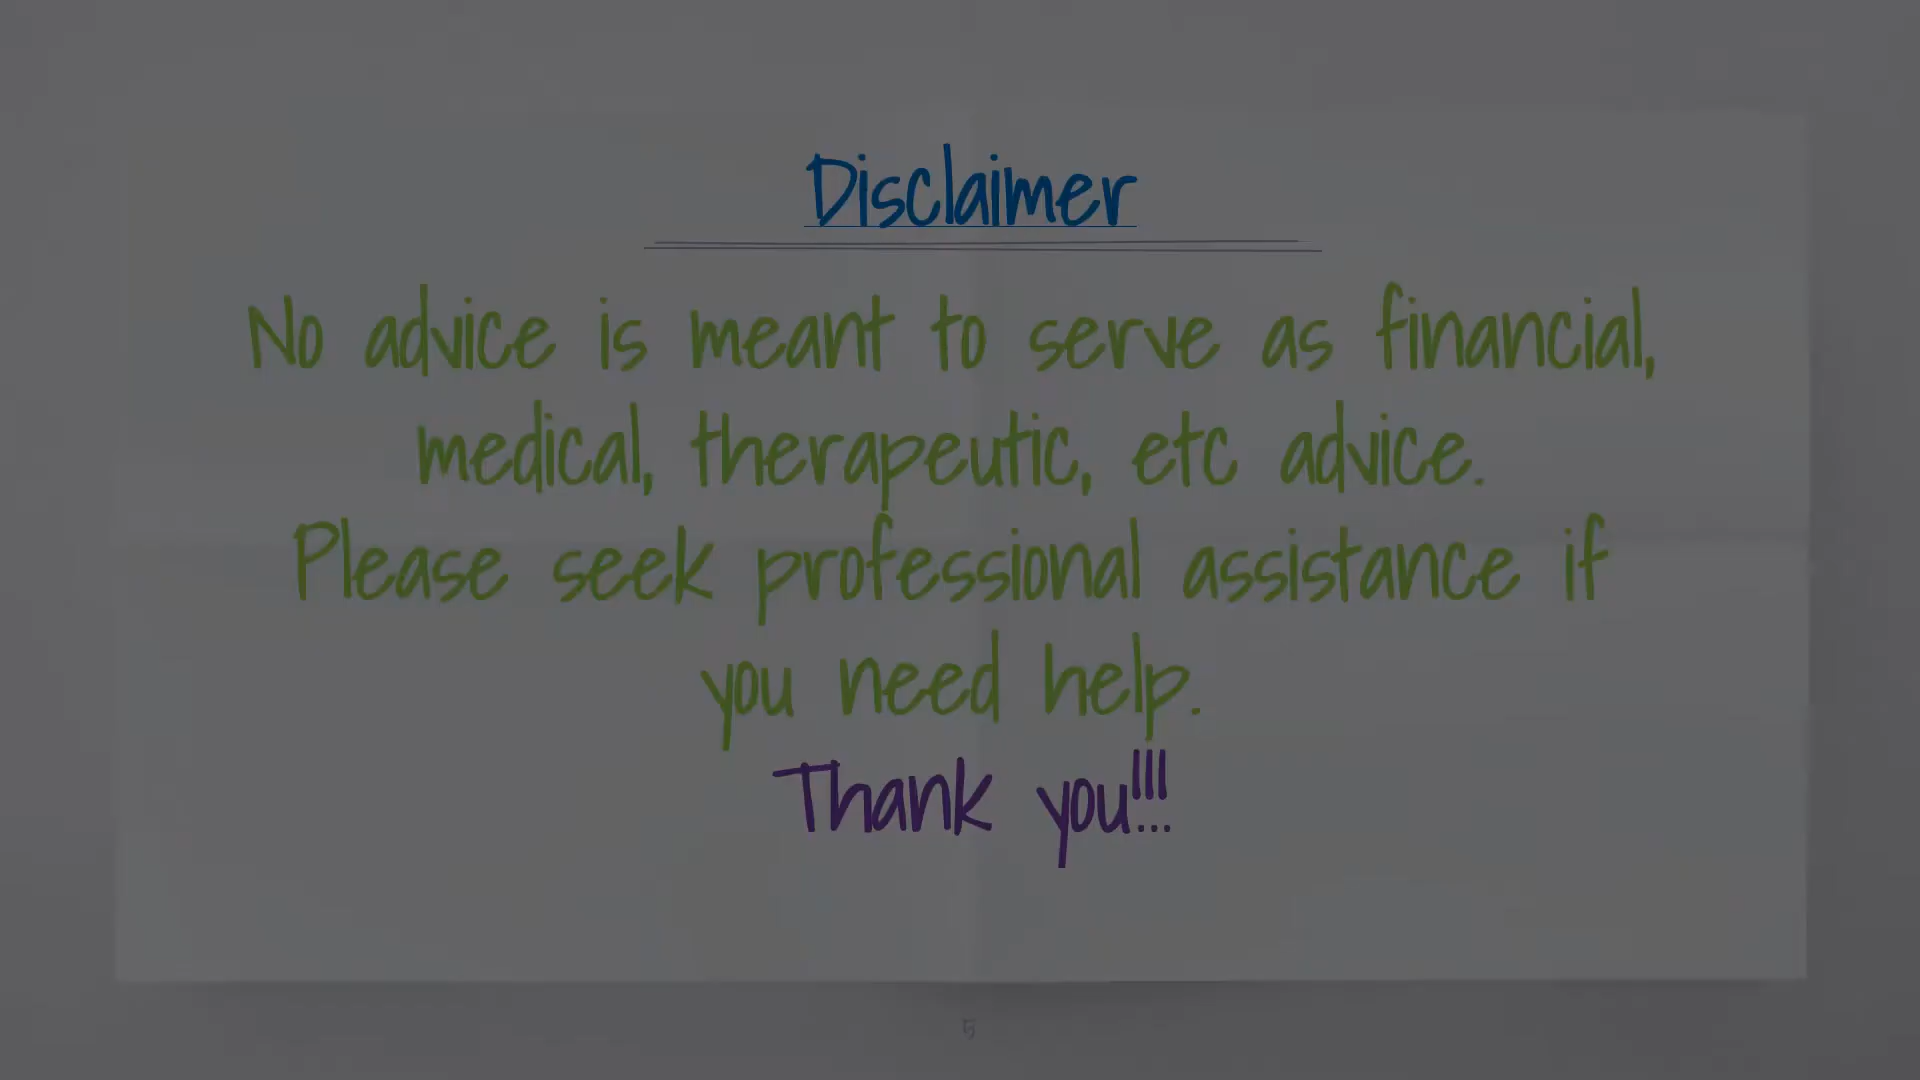 Disclaimer
No advice is meant to serve as financial,
medical, therapeutic, etc advice.
Please seek professional assistance if
you need help.
Thank you!!!
5